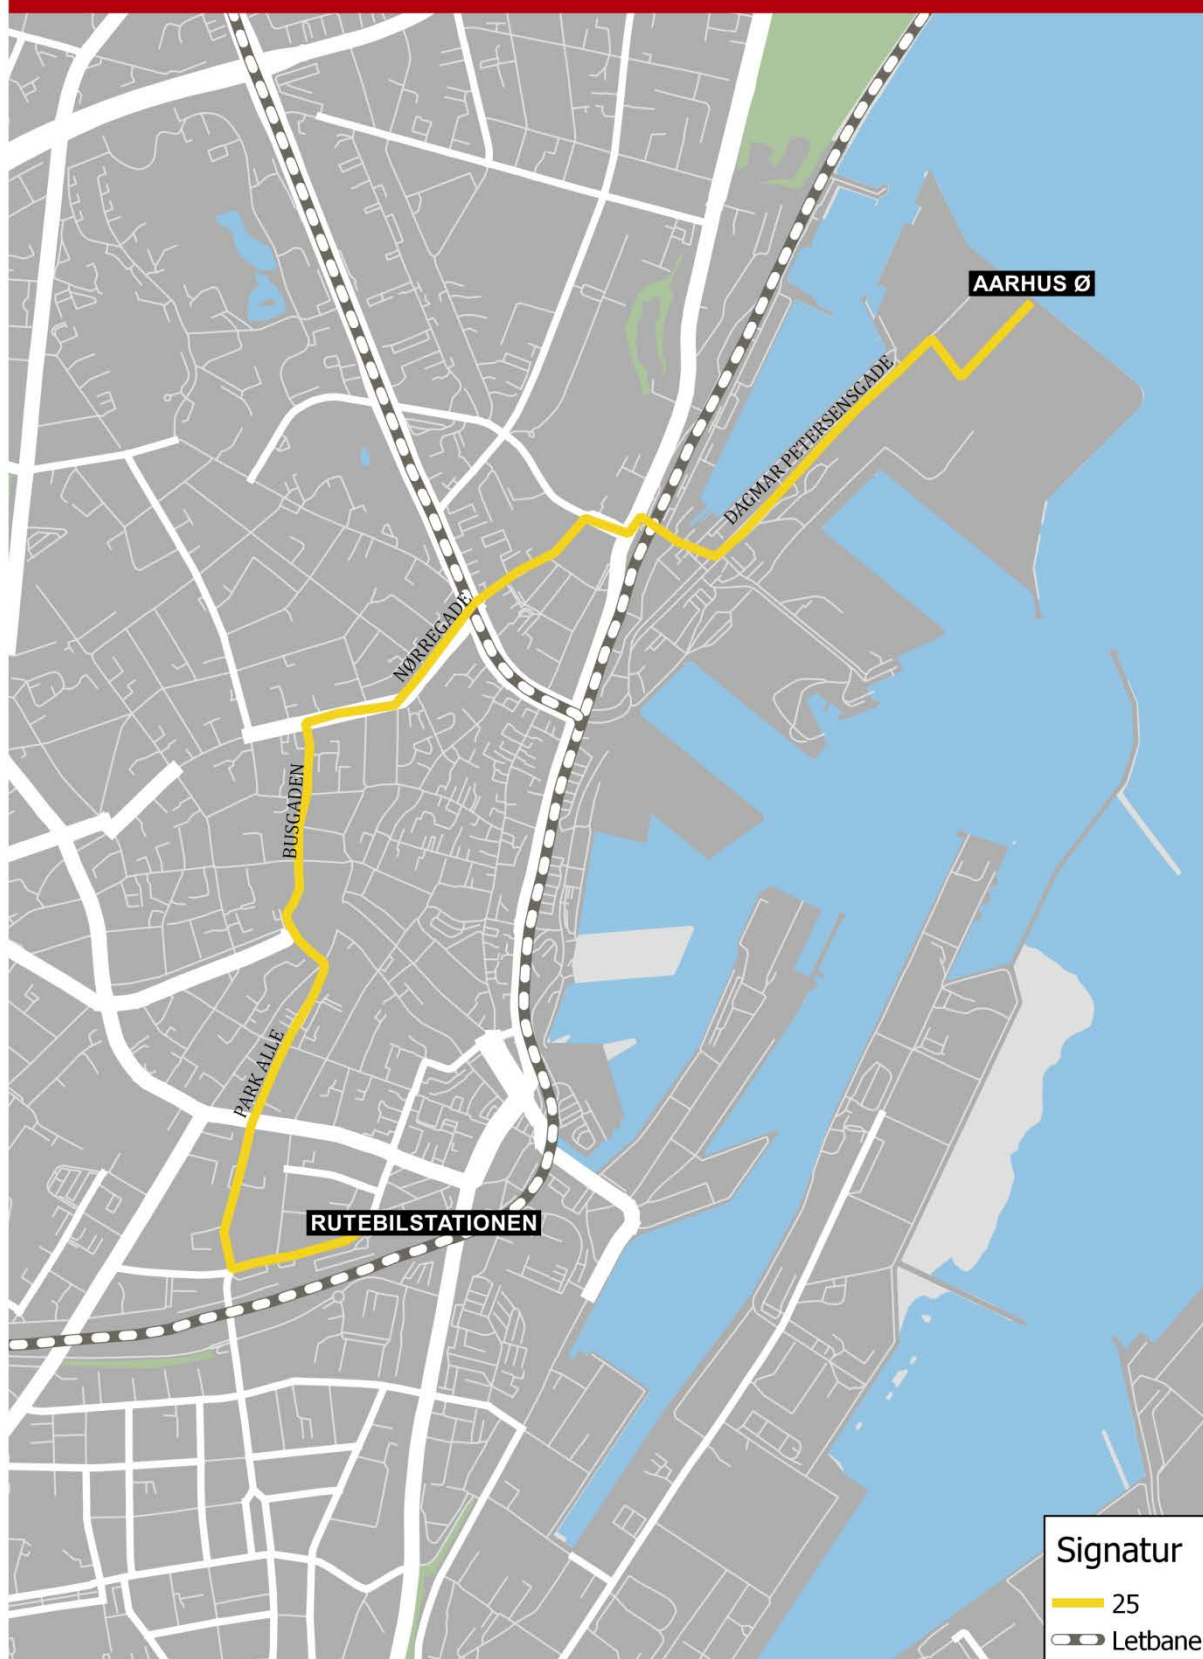 AARHUS Ø
DAGMAR PETERSENSGADE
NØRREGADE
BUSGADEN
PARK ALLE
RUTEBILSTATIONEN
Signatur
25
Letbane